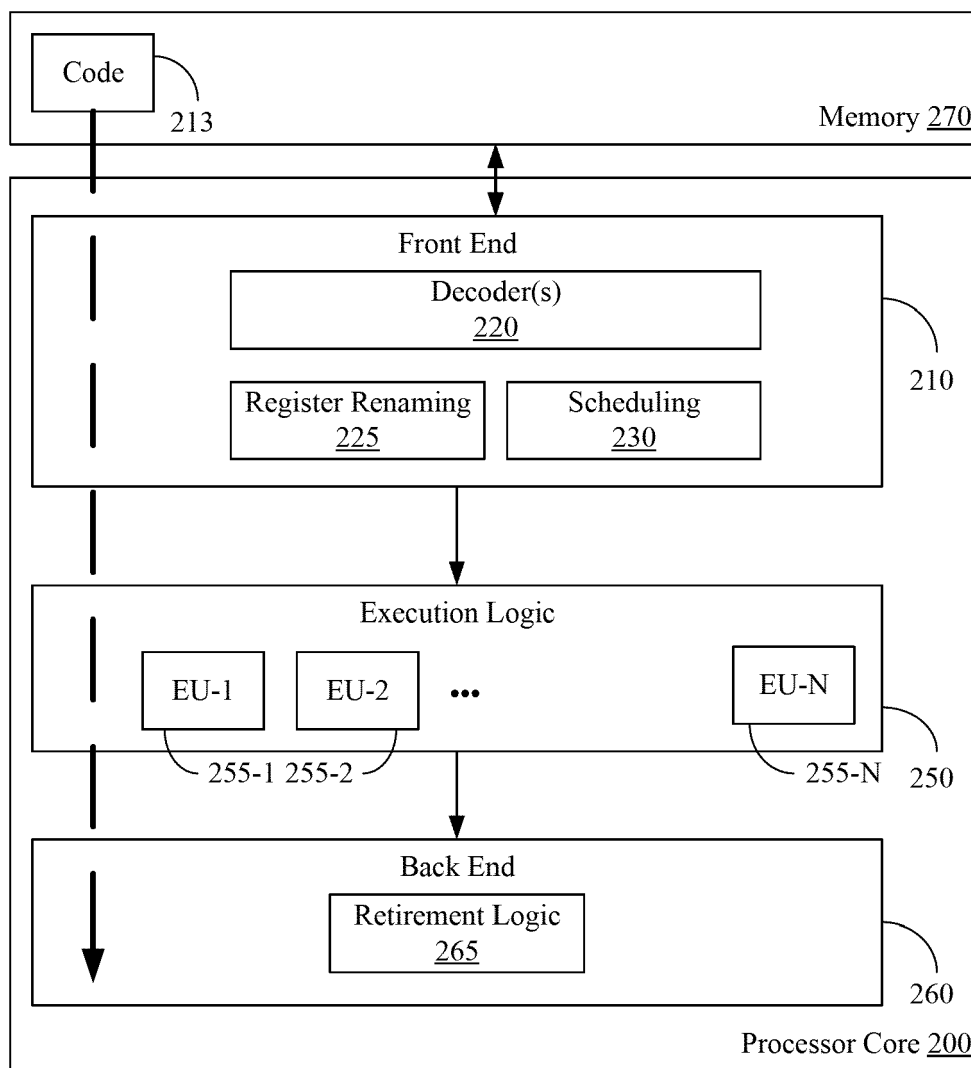 Code
213
Memory 270
Front End
Decoder(s)
220
210
Register Renaming
225
Scheduling
230
Execution Logic
EU-1
EU-2
...
EU-N
255-1 255-2
255-N
250
Back End
Retirement Logic
265
260
Processor Core 200